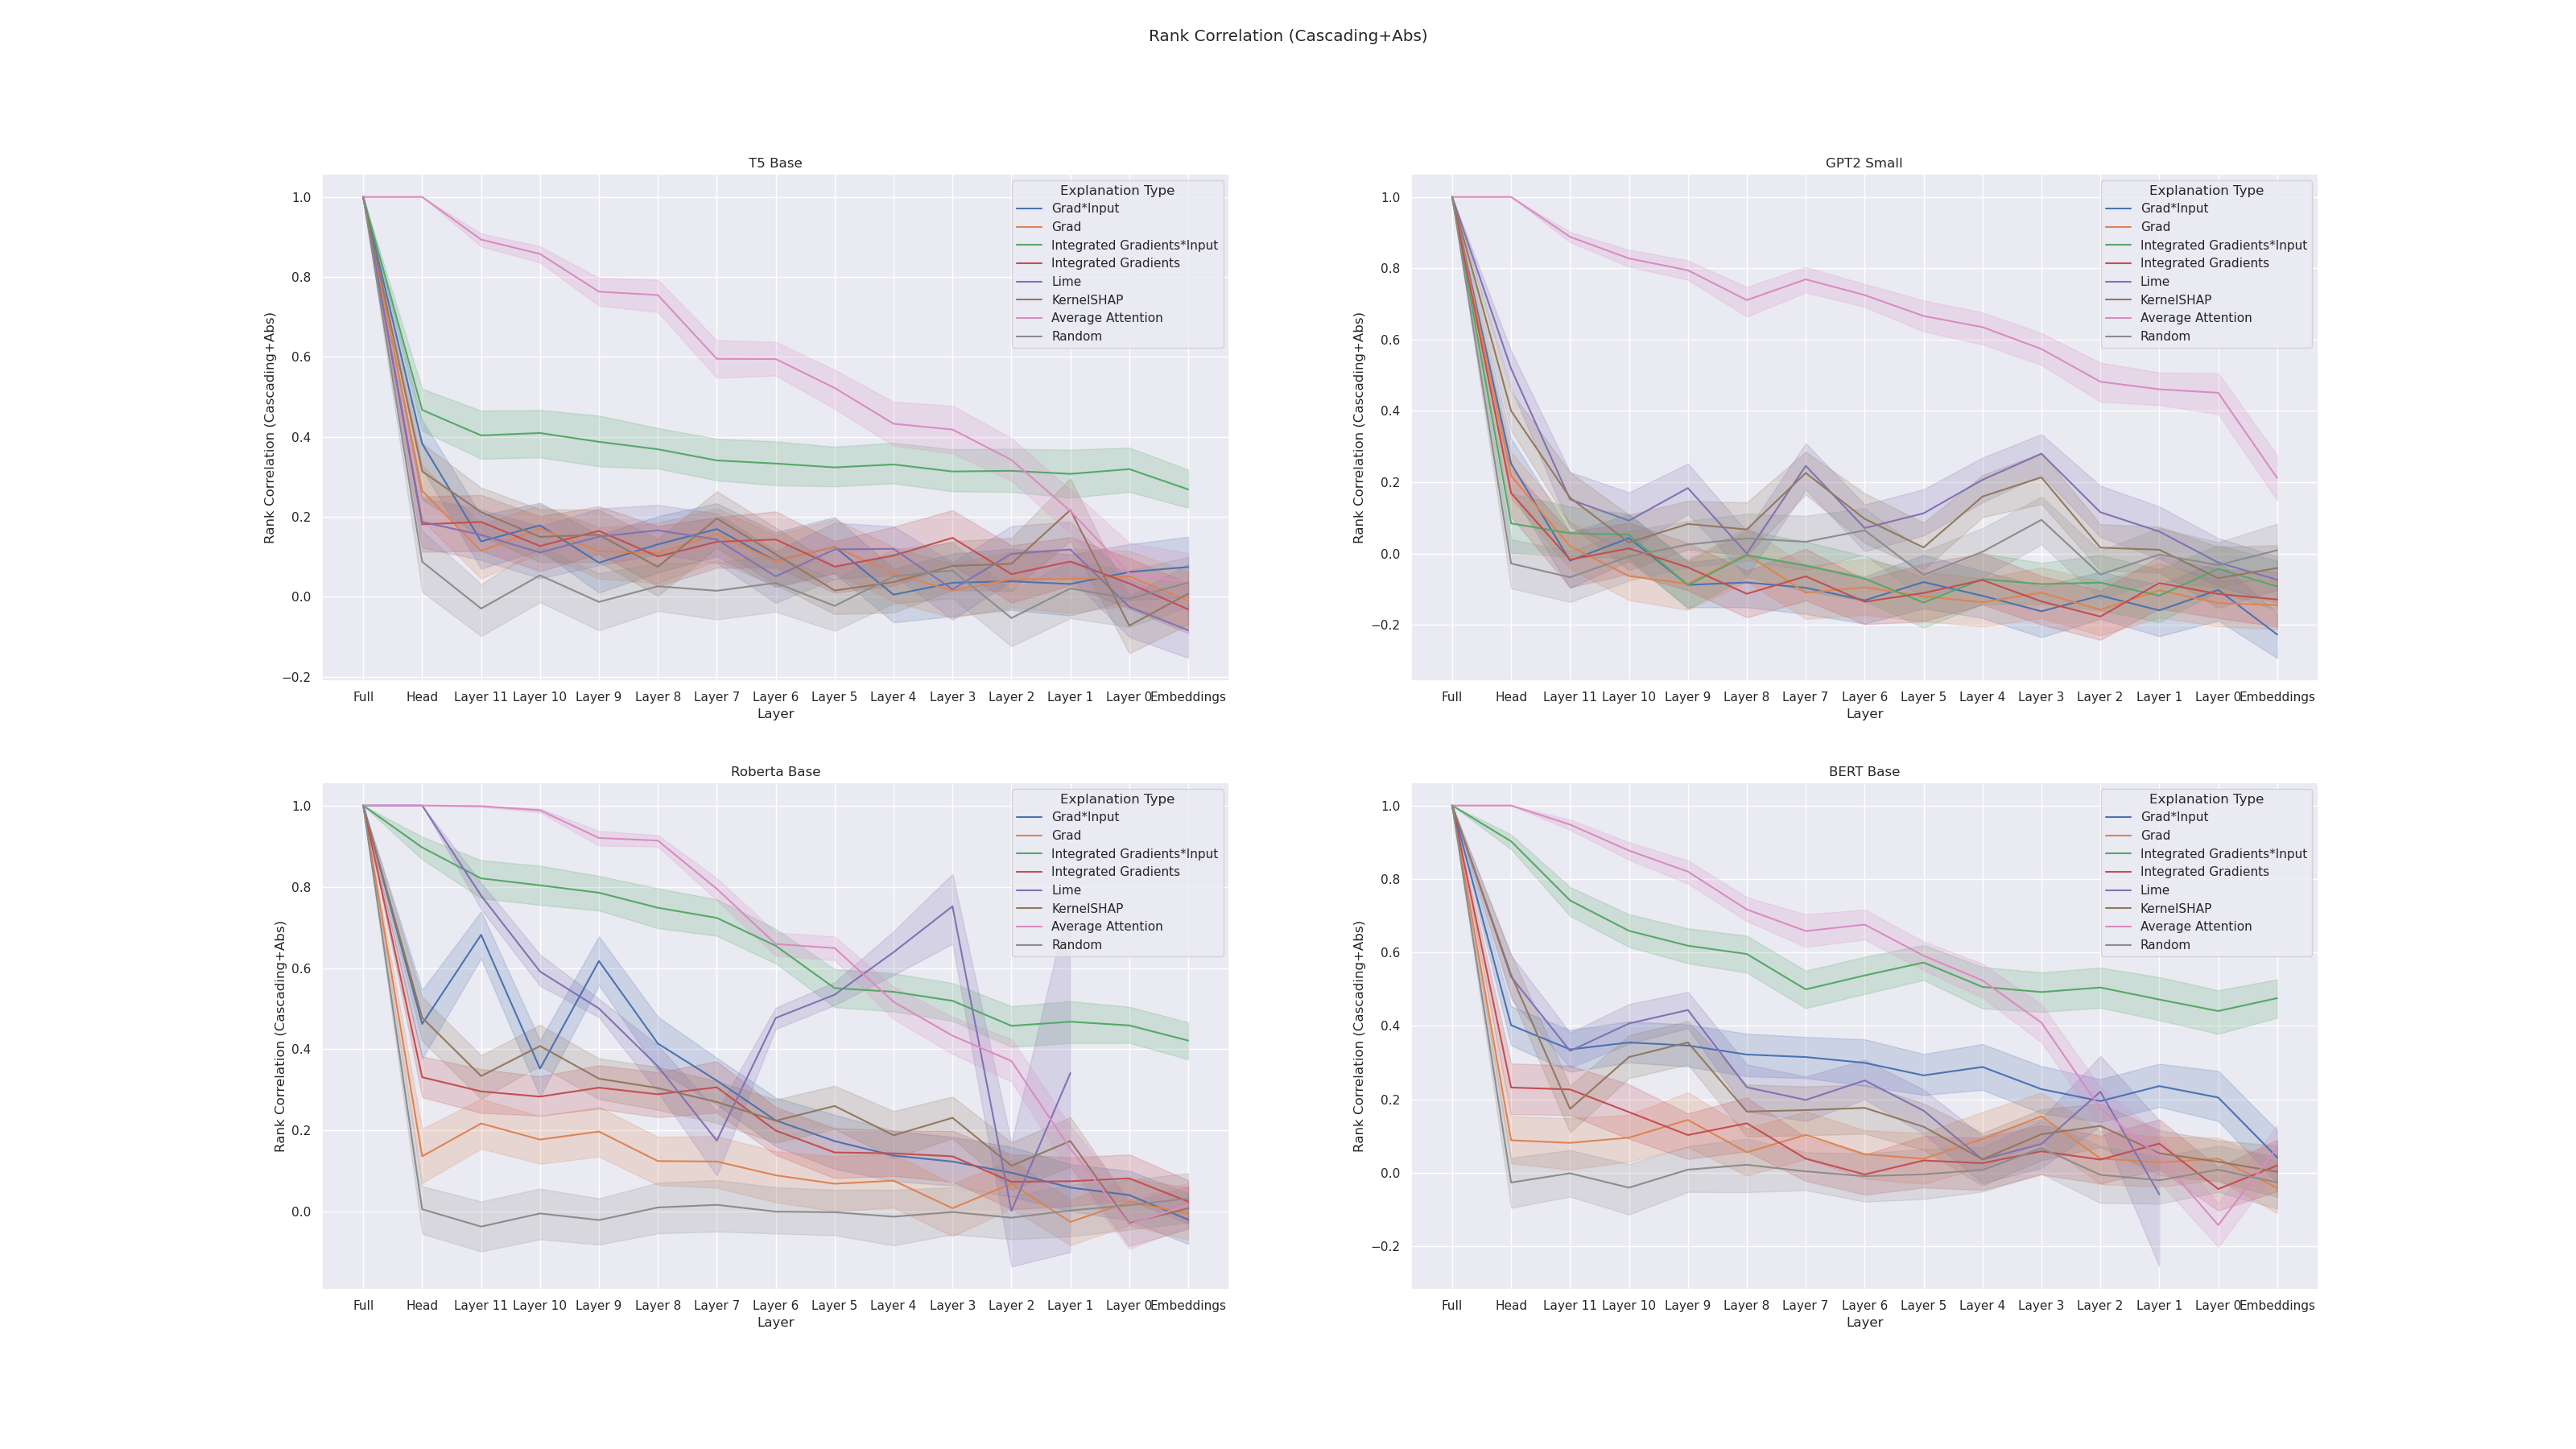 Rank Correlation (Cascading+Abs)
T5 Base
Rank Correlation (Cascading+Abs)
1.0
0.8
0.6
0.4
0.2
0.0
−0.2
Explanation Type
Grad*Input
Grad
Integrated Gradients*Input
Integrated Gradients
Lime
KernelSHAP
Average Attention
Random
Full Head Layer 11 Layer 10 Layer 9 Layer 8 Layer 7 Layer 6 Layer 5 Layer 4 Layer 3 Layer 2 Layer 1 Layer 0 Embeddings
Layer
GPT2 Small
Rank Correlation (Cascading+Abs)
1.0
0.8
0.6
0.4
0.2
0.0
−0.2
Explanation Type
Grad*Input
Grad
Integrated Gradients*Input
Integrated Gradients
Lime
KernelSHAP
Average Attention
Random
Full Head Layer 11 Layer 10 Layer 9 Layer 8 Layer 7 Layer 6 Layer 5 Layer 4 Layer 3 Layer 2 Layer 1 Layer 0 Embeddings
Layer
Roberta Base
Rank Correlation (Cascading+Abs)
1.0
0.8
0.6
0.4
0.2
0.0
Explanation Type
Grad*Input
Grad
Integrated Gradients*Input
Integrated Gradients
Lime
KernelSHAP
Average Attention
Random
Full Head Layer 11 Layer 10 Layer 9 Layer 8 Layer 7 Layer 6 Layer 5 Layer 4 Layer 3 Layer 2 Layer 1 Layer 0 Embeddings
Layer
BERT Base
Rank Correlation (Cascading+Abs)
1.0
0.8
0.6
0.4
0.2
0.0
−0.2
Explanation Type
Grad*Input
Grad
Integrated Gradients*Input
Integrated Gradients
Lime
KernelSHAP
Average Attention
Random
Full Head Layer 11 Layer 10 Layer 9 Layer 8 Layer 7 Layer 6 Layer 5 Layer 4 Layer 3 Layer 2 Layer 1 Layer 0 Embeddings
Layer